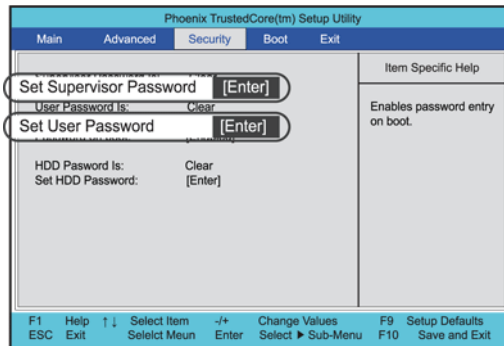 Phoenix TrustedCore(tm) Setup Utility
Main Advanced Security Boot Exit
Item Specific Help
Set Supervisor Password [Enter]
User Password Is: Clear
Set User Password [Enter]
HDD Pasword Is: Clear
Set HDD Password: [Enter]
Enables password entry
on boot.
F1 Help ↑↓ Select Item -/+ Change Values F9 Setup Defaults
ESC Exit Selelct Meun Enter Select ▶ Sub-Menu F10 Save and Exit